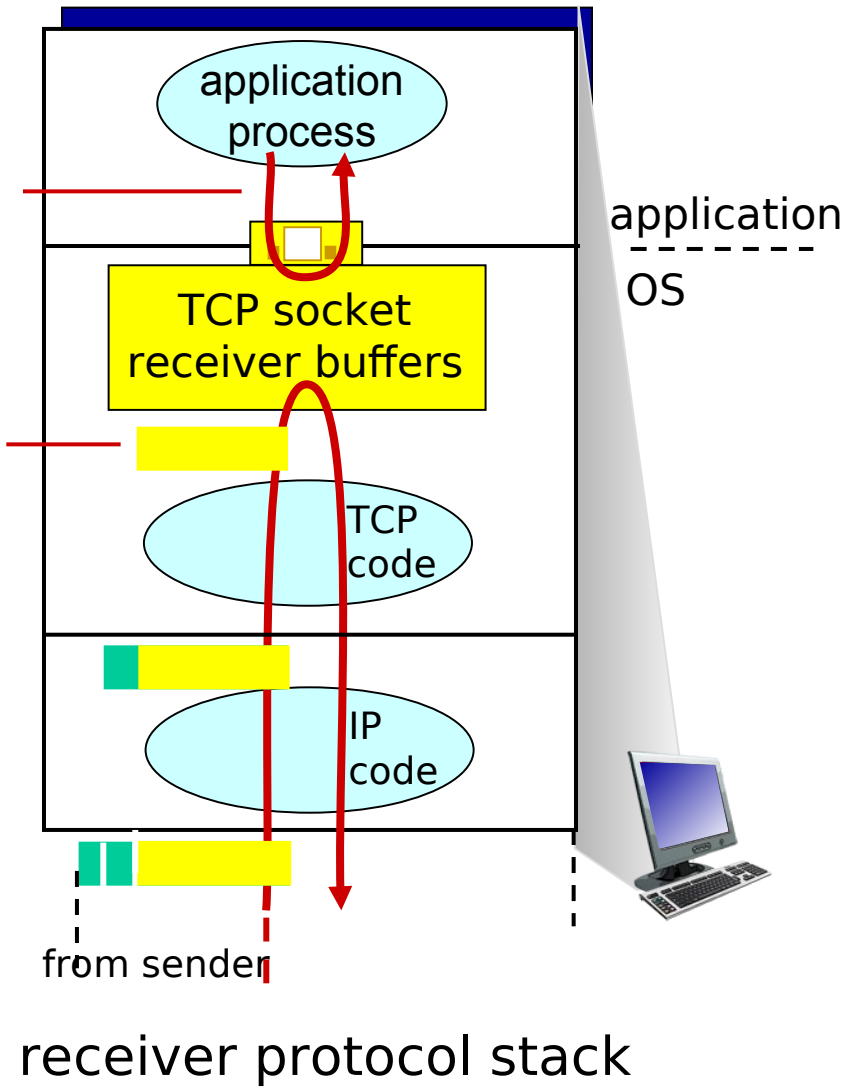 application
process
application
OS
TCP socket
receiver buffers
TCP
code
IP
code
from sender
receiver protocol stack